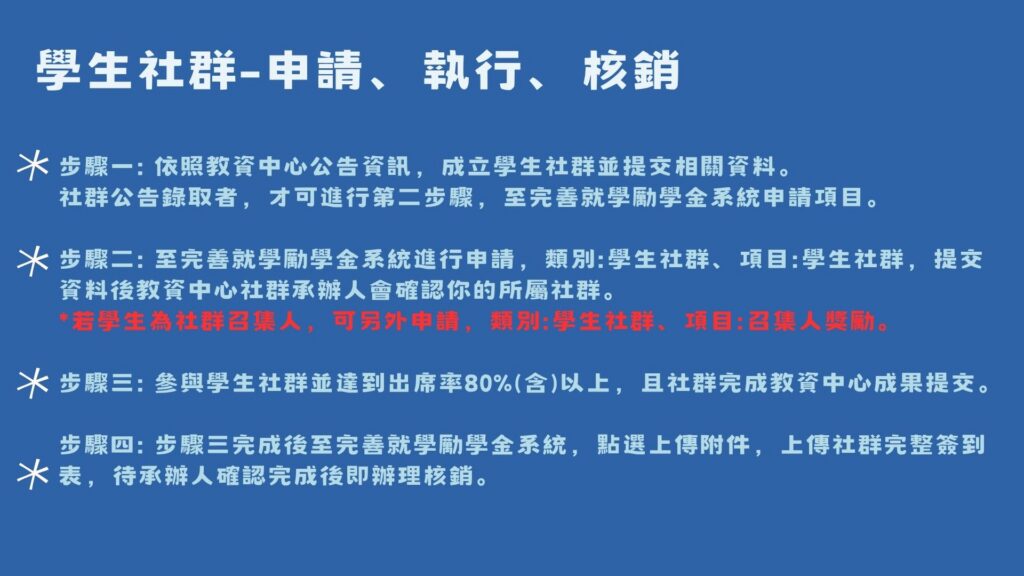 學生社群-申請、執行、核銷
步驟一: 依照教資中心公告資訊，成立學生社群並提交相關資料。
社群公告錄取者，才可進行第二步驟，至完善就學勵學金系統申請項目。
步驟二: 至完善就學勵學金系統進行申請，類別:學生社群、項目:學生社群，提交
資料後教資中心社群承辦人會確認你的所屬社群。
*若學生為社群召集人，可另外申請，類別:學生社群、項目:召集人獎勵。
步驟三: 參與學生社群並達到出席率80%(含)以上，且社群完成教資中心成果提交。
步驟四: 步驟三完成後至完善就學勵學金系統，點選上傳附件，上傳社群完整簽到
表，待承辦人確認完成後即辦理核銷。